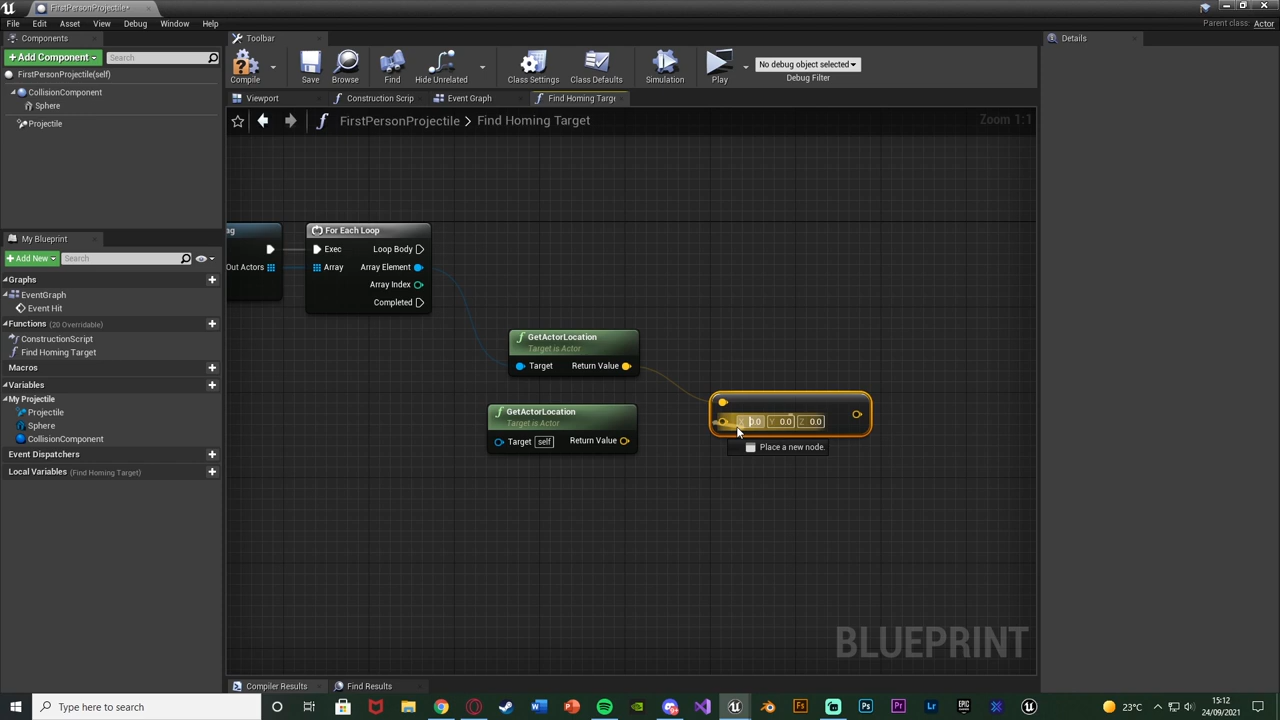 FirstPersonProjectile*
File Edit Asset View Debug Window Help
Parent class: Actor
Components
Toolbar
Details
Add Component
Search
FirstPersonProjectile(self)
CollisionComponent
Sphere
Projectile
Compile
Save
Browse
Find
Hide Unrelated
Class Settings
Class Defaults
Simulation
Play
No debug object selected
Debug Filter
Viewport
Construction Scrip
Event Graph
Find Homing Targe
FirstPersonProjectile > Find Homing Target
Zoom 1:1
My Blueprint
Add New
Search
Graphs
EventGraph
Event Hit
Functions (20 Overridable)
ConstructionScript
Find Homing Target
Macros
Variables
My Projectile
Projectile
Sphere
CollisionComponent
Event Dispatchers
Local Variables (Find Homing Target)
ag
Out Actors
For Each Loop
Exec Loop Body
Array Array Element
Array Index
Completed
GetActorLocation
Target is Actor
Target Return Value
GetActorLocation
Target is Actor
Target self Return Value
X 0.0 Y 0.0 Z 0.0
Place a new node.
BLUEPRINT
Compiler Results
Find Results
Type here to search
23°C
15:12
24/09/2021